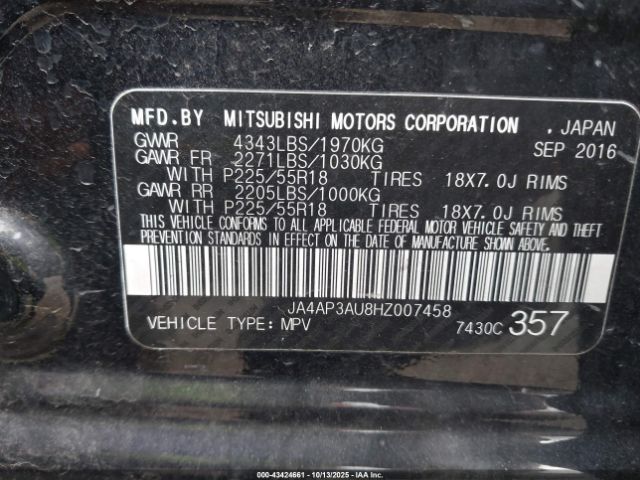 MFD.BY MITSUBISHI MOTORS CORPORATION . JAPAN
GVWR 4343LBS/1970KG SEP 2016
GAWR FR 2271LBS/1030KG
WITH P225/55R18 TIRES 18X7.0J RIMS
GAWR RR 2205LBS/1000KG
WITH P225/55R18 TIRES 18X7.0J RIMS
THIS VEHICLE CONFORMS TO ALL APPLICABLE FEDERAL MOTOR VEHICLE SAFETY AND THEFT
PREVENTION STANDARDS IN EFFECT ON THE DATE OF MANUFACTURE SHOWN ABOVE.
JA4AP3AU8HZ007458
VEHICLE TYPE:MPV 7430C 357
000-43424661 - 10/13/2025 - IAAI.com